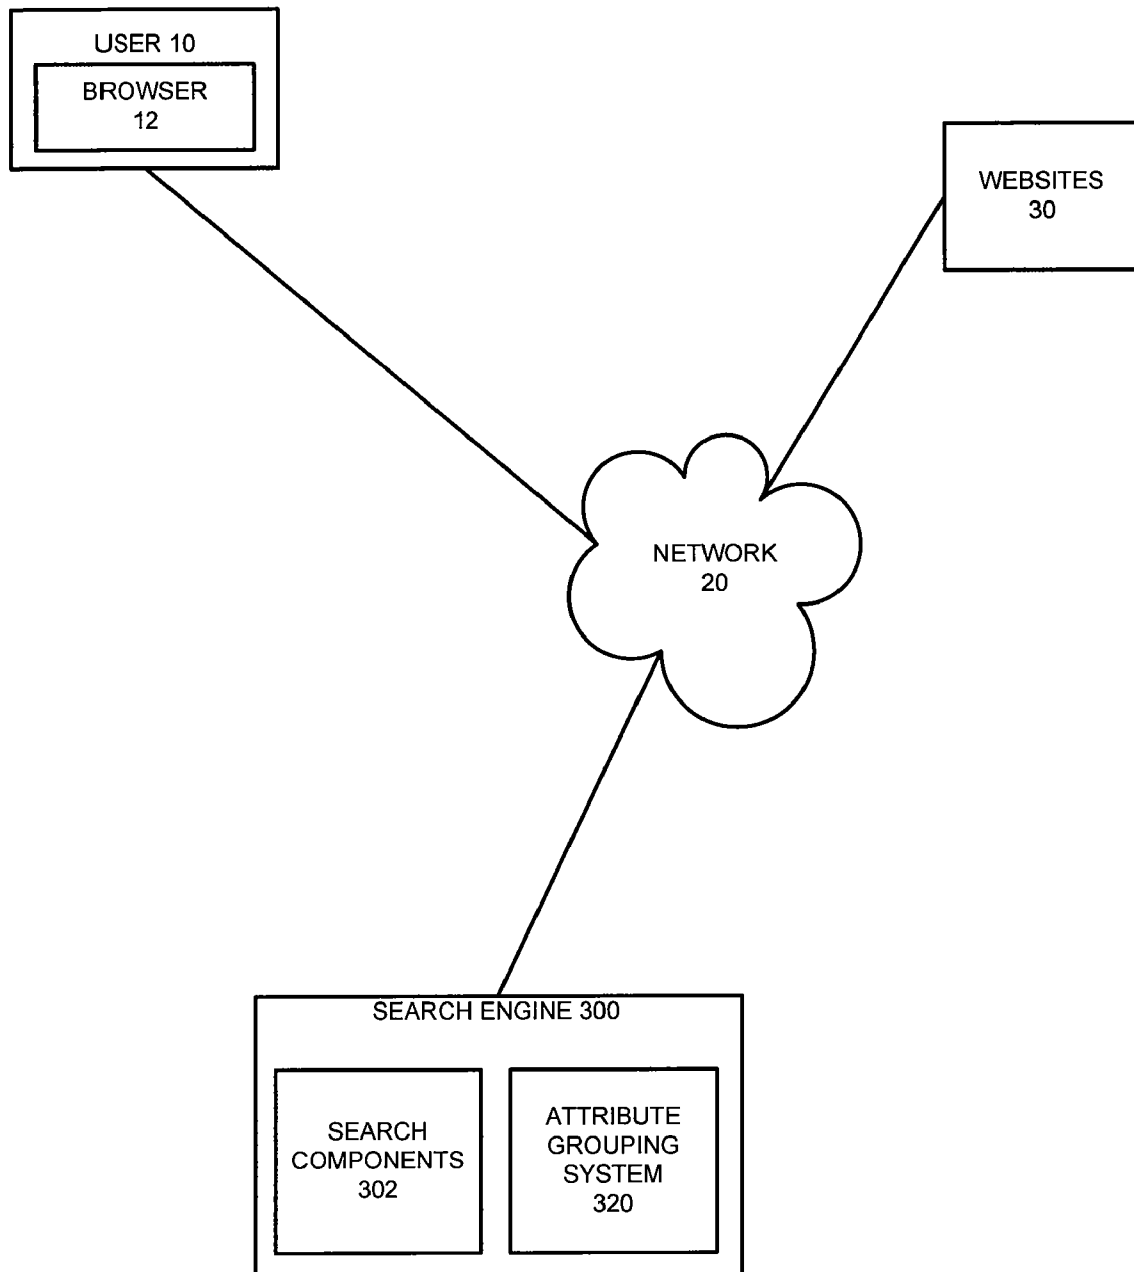 USER 10
BROWSER
12
WEBSITES
30
NETWORK
20
SEARCH ENGINE 300
SEARCH
COMPONENTS
302
ATTRIBUTE
GROUPING
SYSTEM
320